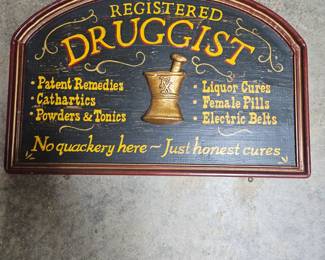 REGISTERED
DRUGGIST
• Patent Remedies
• Cathartics
• Powders & Tonics
RX
• Liquor Cures
• Female Pills
• Electric Belts
No quackery here ~ Just honest cures